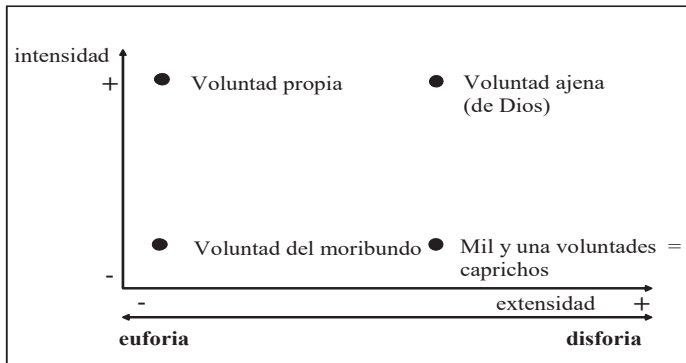 intensidad
+ Voluntad propia Voluntad ajena
(de Dios)
Voluntad del moribundo Mil y una voluntades =
- caprichos
- extensidad +
euforia disforia